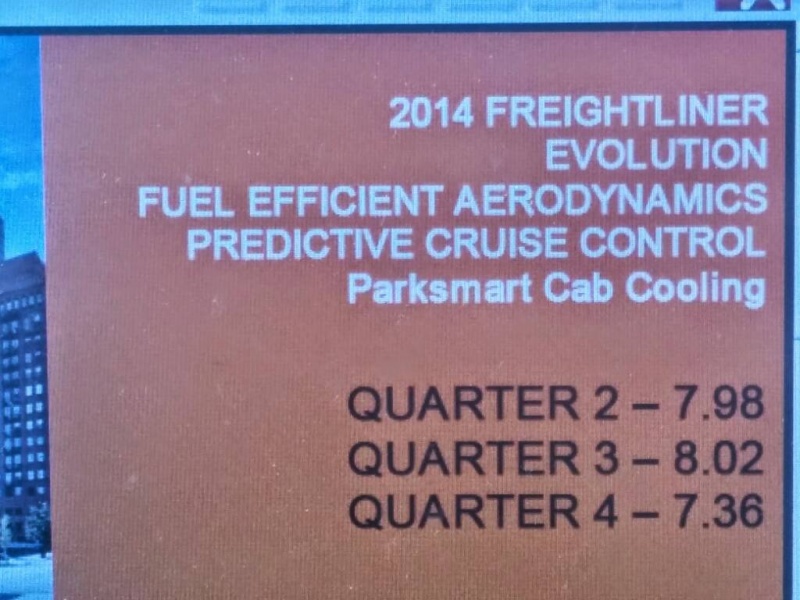 2014 FREIGHTLINER
EVOLUTION
FUEL EFFICIENT AERODYNAMICS
PREDICTIVE CRUISE CONTROL
Parksmart Cab Cooling
QUARTER 2 – 7.98
QUARTER 3 – 8.02
QUARTER 4 – 7.36